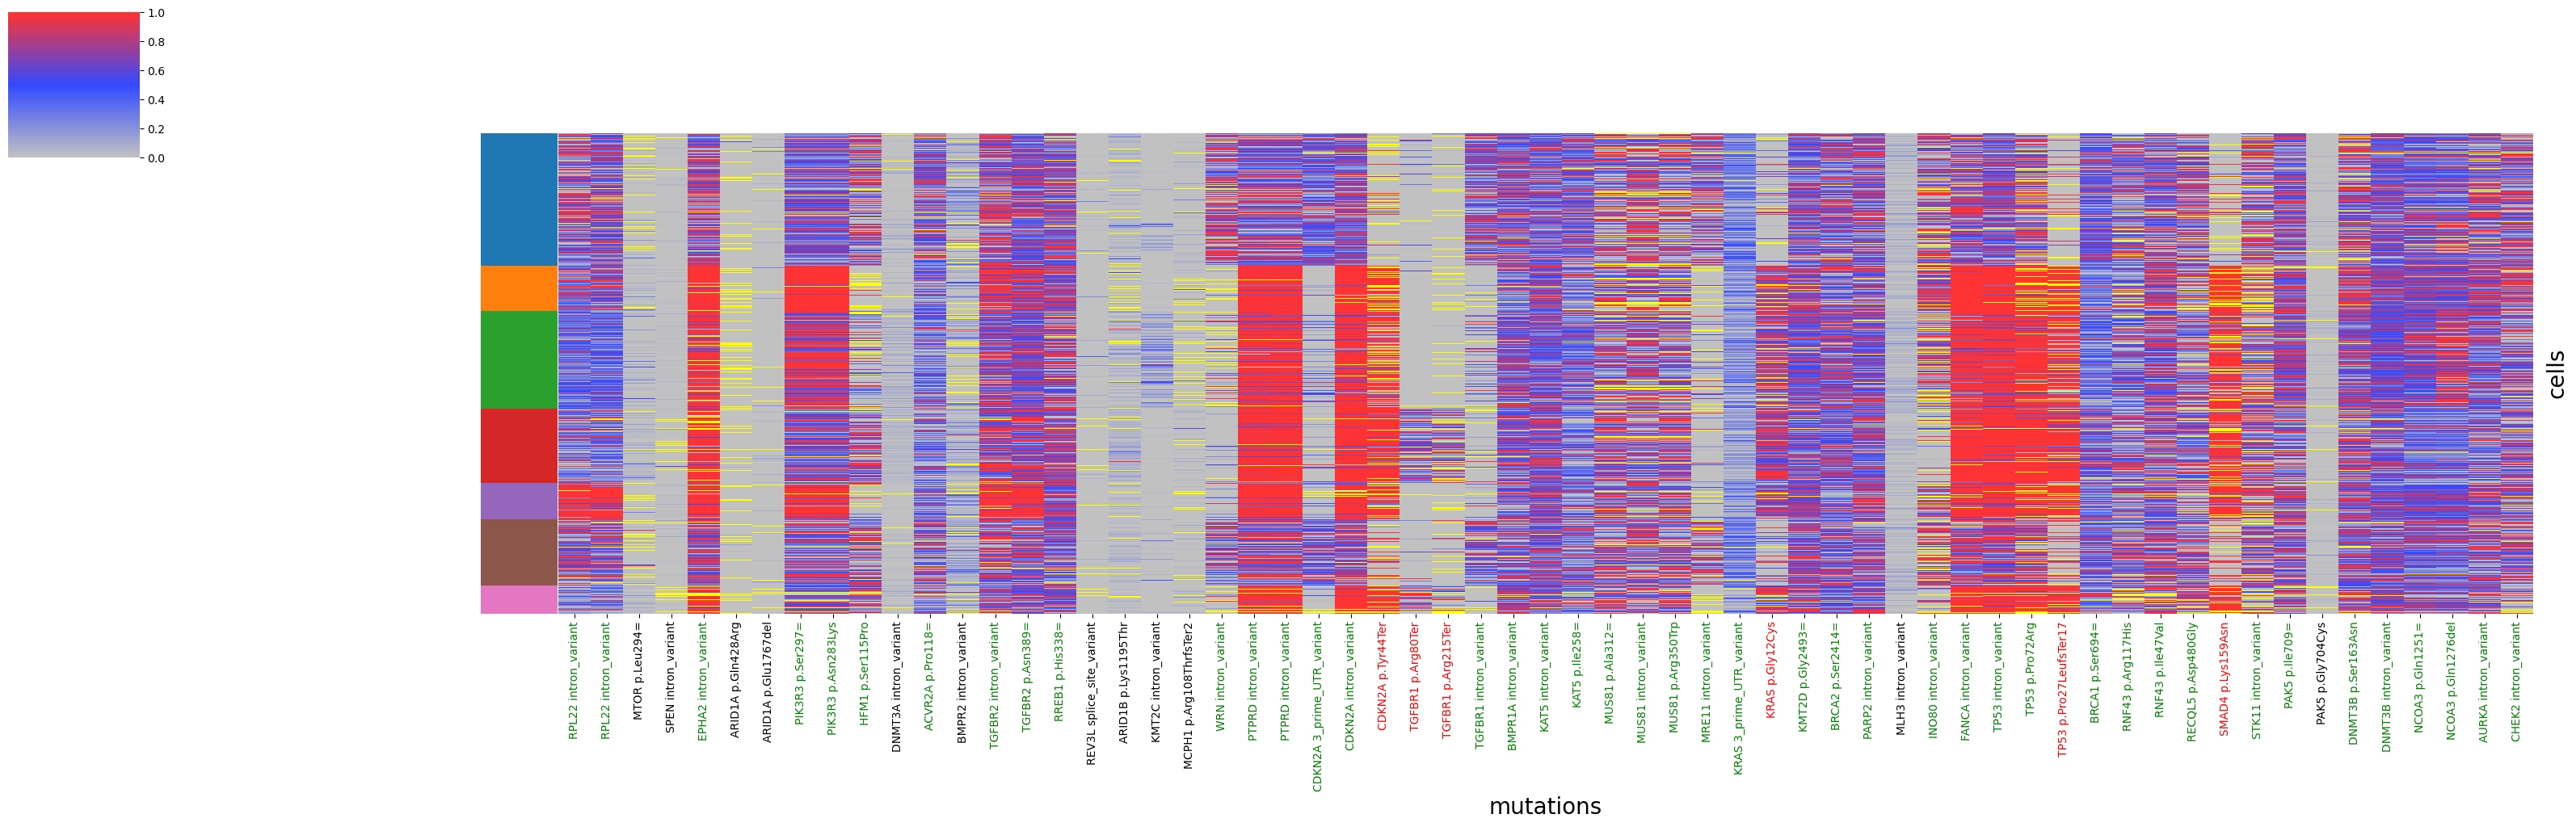 1.0
0.8
0.6
0.4
0.2
0.0
cells
RPL22 intron_variant
RPL22 intron_variant
MTOR p.Leu294=
SPEN intron_variant
EPHA2 intron_variant
ARID1A p.Gln428Arg
ARID1A p.Glu1767del
PIK3R3 p.Ser297=
PIK3R3 p.Asn283Lys
HFM1 p.Ser115Pro
DNMT3A intron_variant
ACVR2A p.Pro118=
BMPR2 intron_variant
TGFBR2 intron_variant
TGFBR2 p.Asn389=
RREB1 p.His338=
REV3L splice_site_variant
ARID1B p.Lys1195Thr
KMT2C intron_variant
MCPH1 p.Arg108ThrfsTer2
WRN intron_variant
PTPRD intron_variant
PTPRD intron_variant
CDKN2A 3_prime_UTR_variant
CDKN2A intron_variant
CDKN2A p.Tyr44Ter
TGFBR1 p.Arg80Ter
TGFBR1 p.Arg215Ter
TGFBR1 intron_variant
BMPR1A intron_variant
KAT5 intron_variant
KAT5 p.Ile258=
MUS81 p.Ala312=
MUS81 intron_variant
MUS81 p.Arg350Trp
MRE11 intron_variant
KRAS 3_prime_UTR_variant
KRAS p.Gly12Cys
KMT2D p.Gly2493=
BRCA2 p.Ser2414=
PARP2 intron_variant
MLH3 intron_variant
INO80 intron_variant
FANCA intron_variant
TP53 intron_variant
TP53 p.Pro72Arg
TP53 p.Pro27LeufsTer17
BRCA1 p.Ser694=
RNF43 p.Arg117His
RNF43 p.Ile47Val
RECQL5 p.Asp480Gly
SMAD4 p.Lys159Asn
STK11 intron_variant
PAK5 p.Ile709=
PAK5 p.Gly704Cys
DNMT3B p.Ser163Asn
DNMT3B intron_variant
NCOA3 p.Gln1251=
NCOA3 p.Gln1276del
AURKA intron_variant
CHEK2 intron_variant
mutations